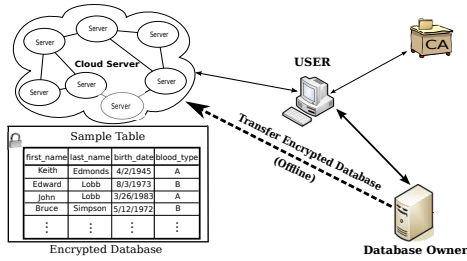 Server
Server
Server
Cloud Server
Server
Server
Server
Server
USER
CA
Transfer Encrypted Database
(Offline)
Sample Table
first_name last_name birth_date blood_type
Keith Edmonds 4/2/1945 A
Edward Lobb 8/3/1973 B
John Lobb 3/26/1983 A
Bruce Simpson 5/12/1972 B
⋮ ⋮ ⋮ ⋮
Encrypted Database
Database Owner